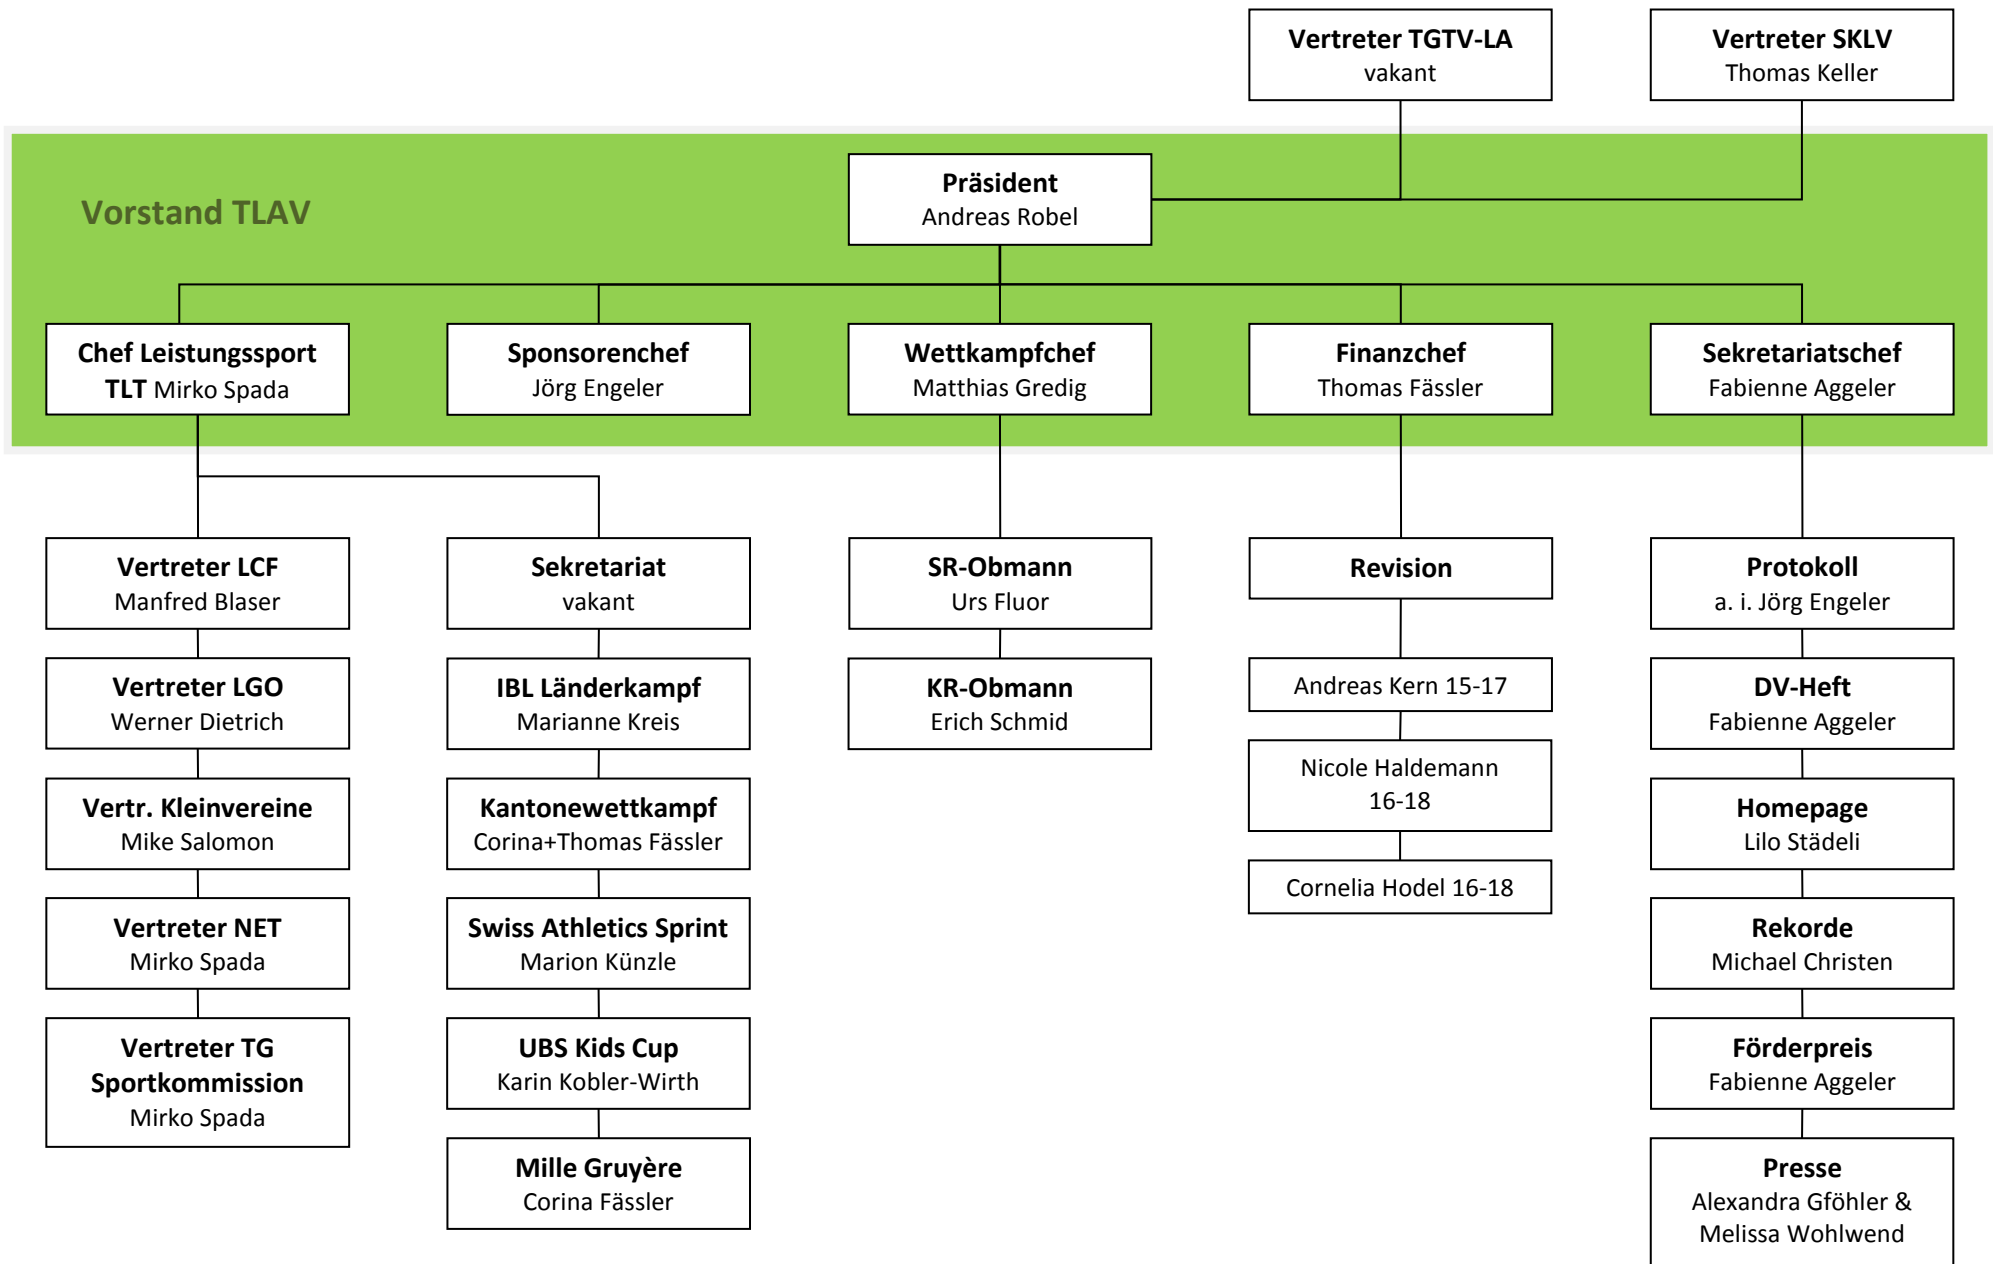 Vertreter TGTV-LA
vakant
Vertreter SKLV
Thomas Keller
Vorstand TLAV
Präsident
Andreas Robel
Chef Leistungssport
TLT Mirko Spada
Sponsorenchef
Jörg Engeler
Wettkampfchef
Matthias Gredig
Finanzchef
Thomas Fässler
Sekretariatschef
Fabienne Aggeler
Vertreter LCF
Manfred Blaser
Vertreter LGO
Werner Dietrich
Vertr. Kleinvereine
Mike Salomon
Vertreter NET
Mirko Spada
Vertreter TG
Sportkommission
Mirko Spada
Sekretariat
vakant
IBL Länderkampf
Marianne Kreis
Kantonewettkampf
Corina+Thomas Fässler
Swiss Athletics Sprint
Marion Künzle
UBS Kids Cup
Karin Kobler-Wirth
Mille Gruyère
Corina Fässler
SR-Obmann
Urs Fluor
KR-Obmann
Erich Schmid
Revision
Andreas Kern 15-17
Nicole Haldemann
16-18
Cornelia Hodel 16-18
Protokoll
a. i. Jörg Engeler
DV-Heft
Fabienne Aggeler
Homepage
Lilo Städeli
Rekorde
Michael Christen
Förderpreis
Fabienne Aggeler
Presse
Alexandra Gföhler &
Melissa Wohlwend